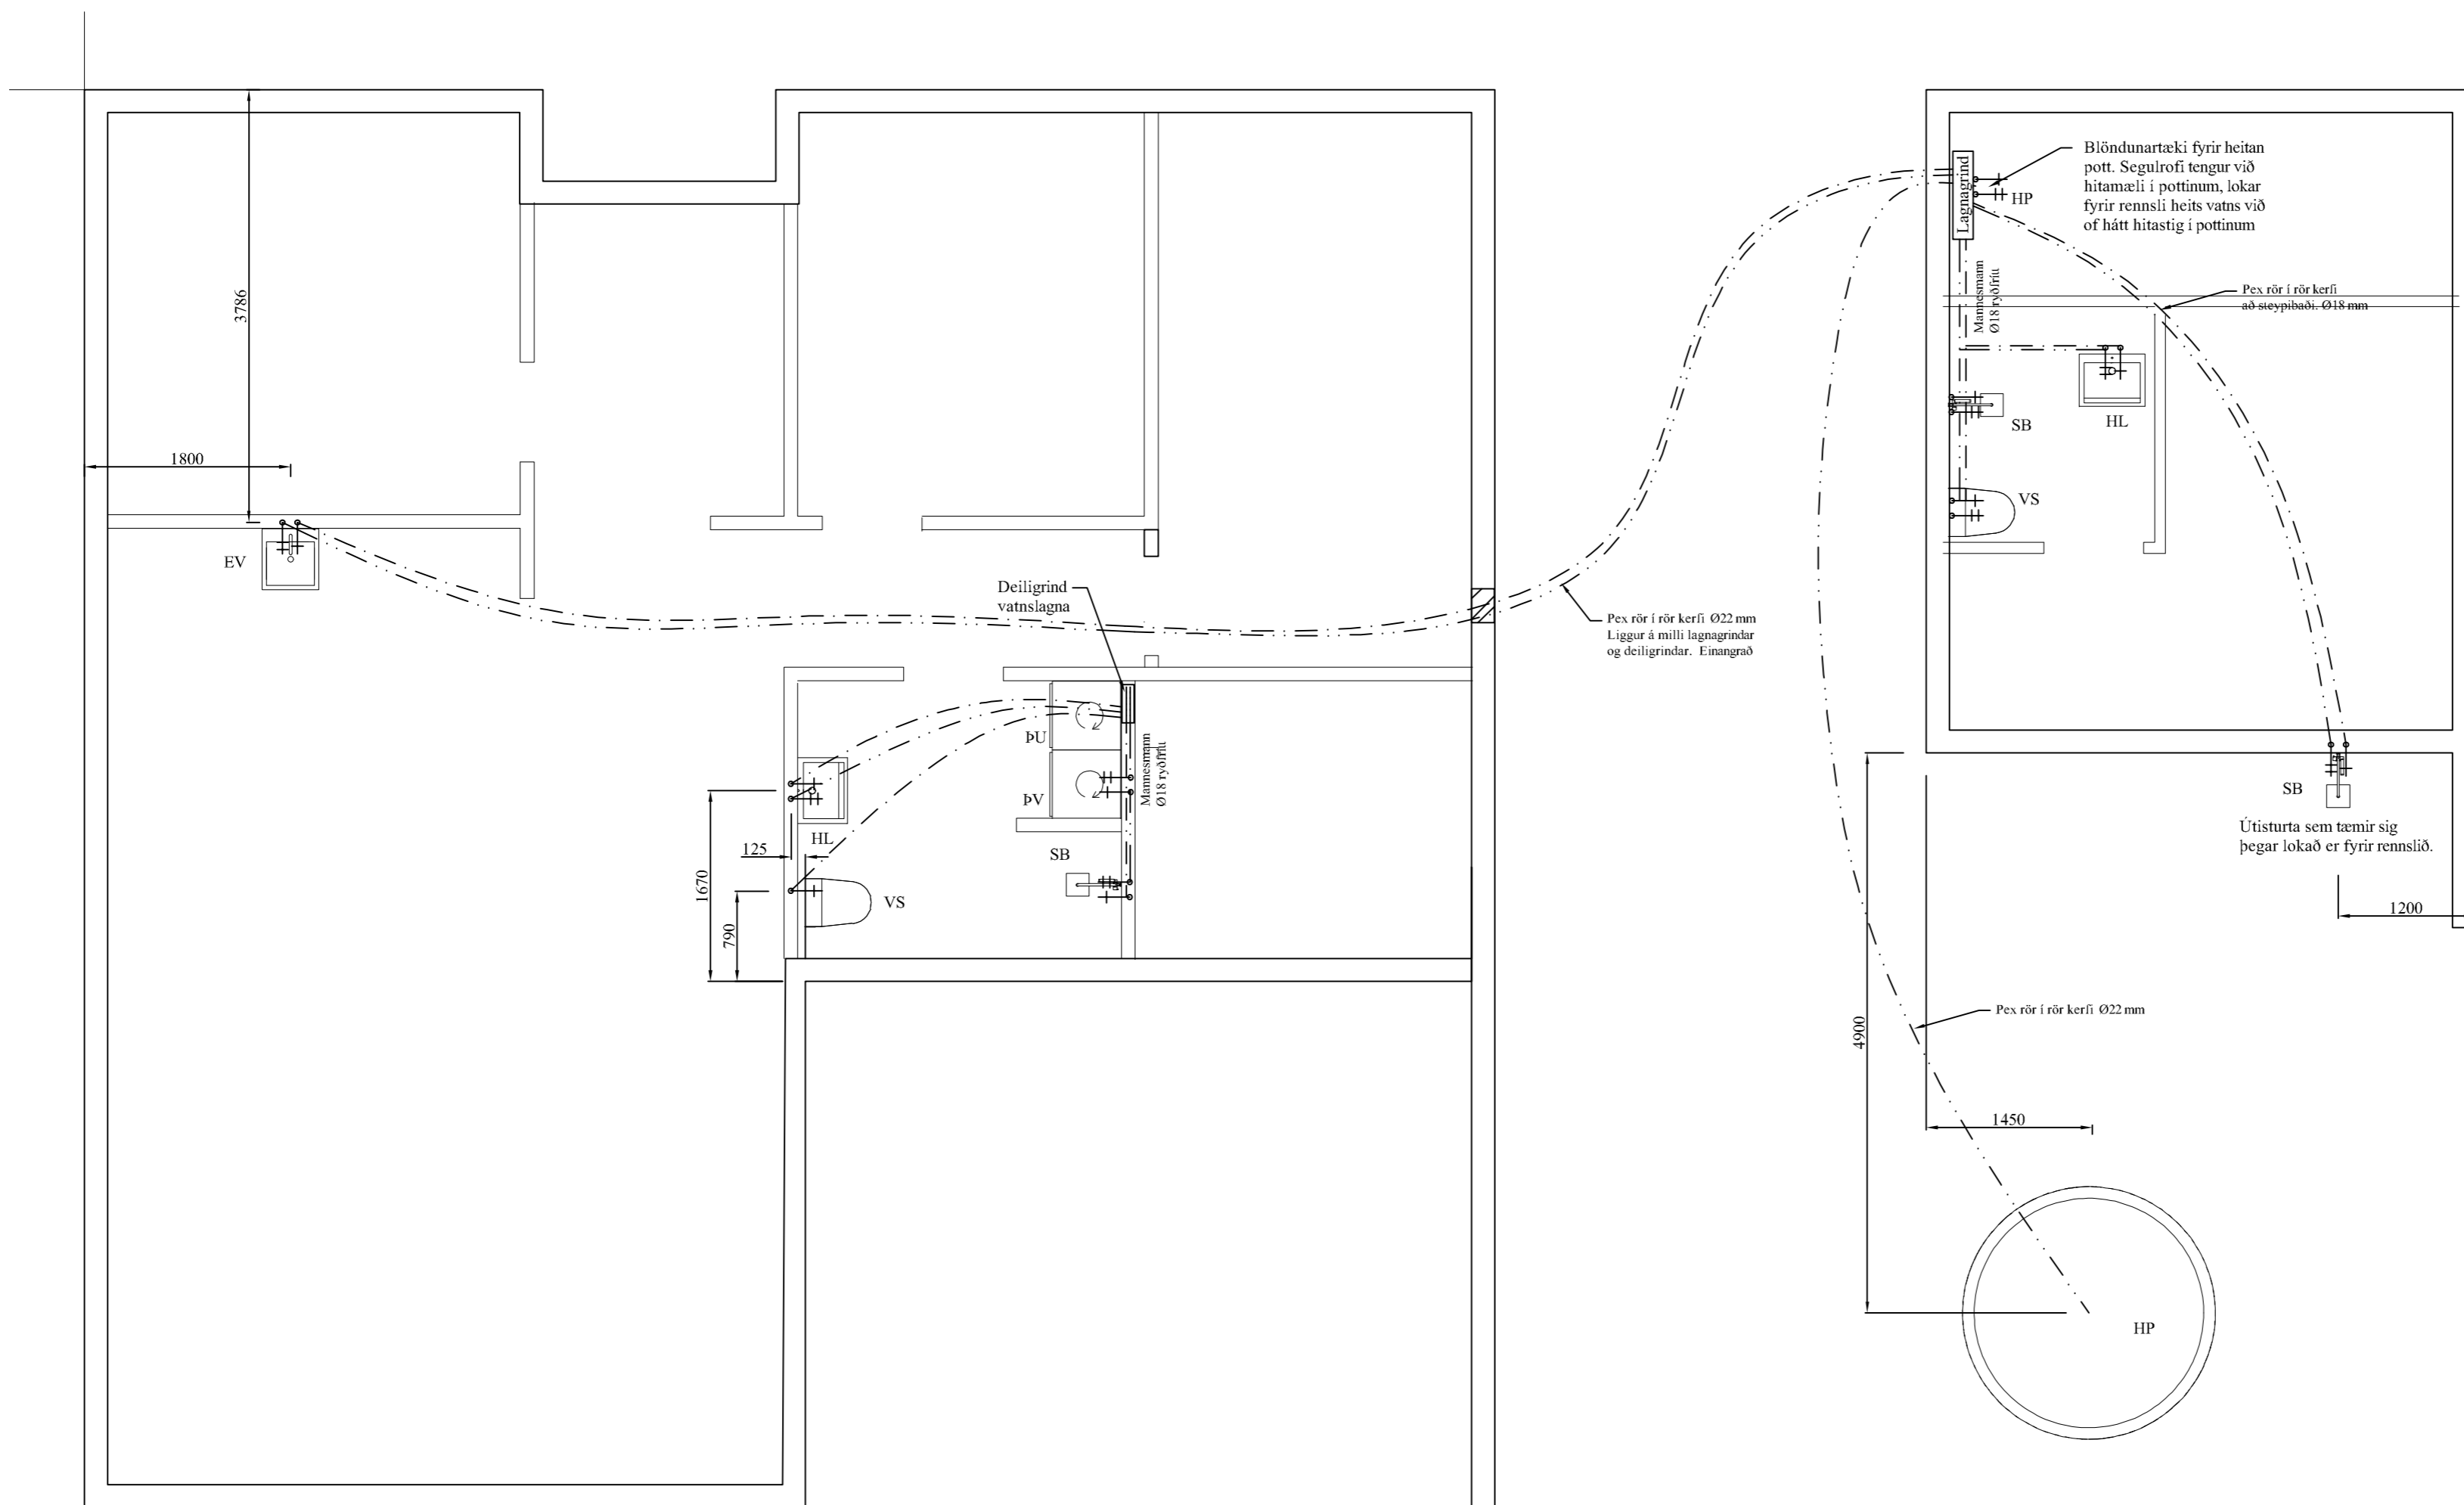 3786
1800
EV
Deiligrind
vatnslagna
ÞU
ÞV
Mannesmann
Ø18 ryðfrítt
HL
125
SB
VS
1670
790
Pex rör í rör kerfi Ø22 mm
Liggur á milli lagnagrindar
og deiligrindar. Einangrað
Lagnagrind
HP
Blöndunartæki fyrir heitan
pott. Segulrofi tengur við
hitamæli í pottinum, lokar
fyrir rennsli heits vatns við
of hátt hitastig í pottinum
Mannesmann
Ø18 ryðfrítt
Pex rör í rör kerfi
að steypibaði. Ø18 mm
SB
HL
VS
SB
Útisturta sem tæmir sig
þegar lokað er fyrir rennslið.
1200
4900
Pex rör í rör kerfi Ø22 mm
1450
HP